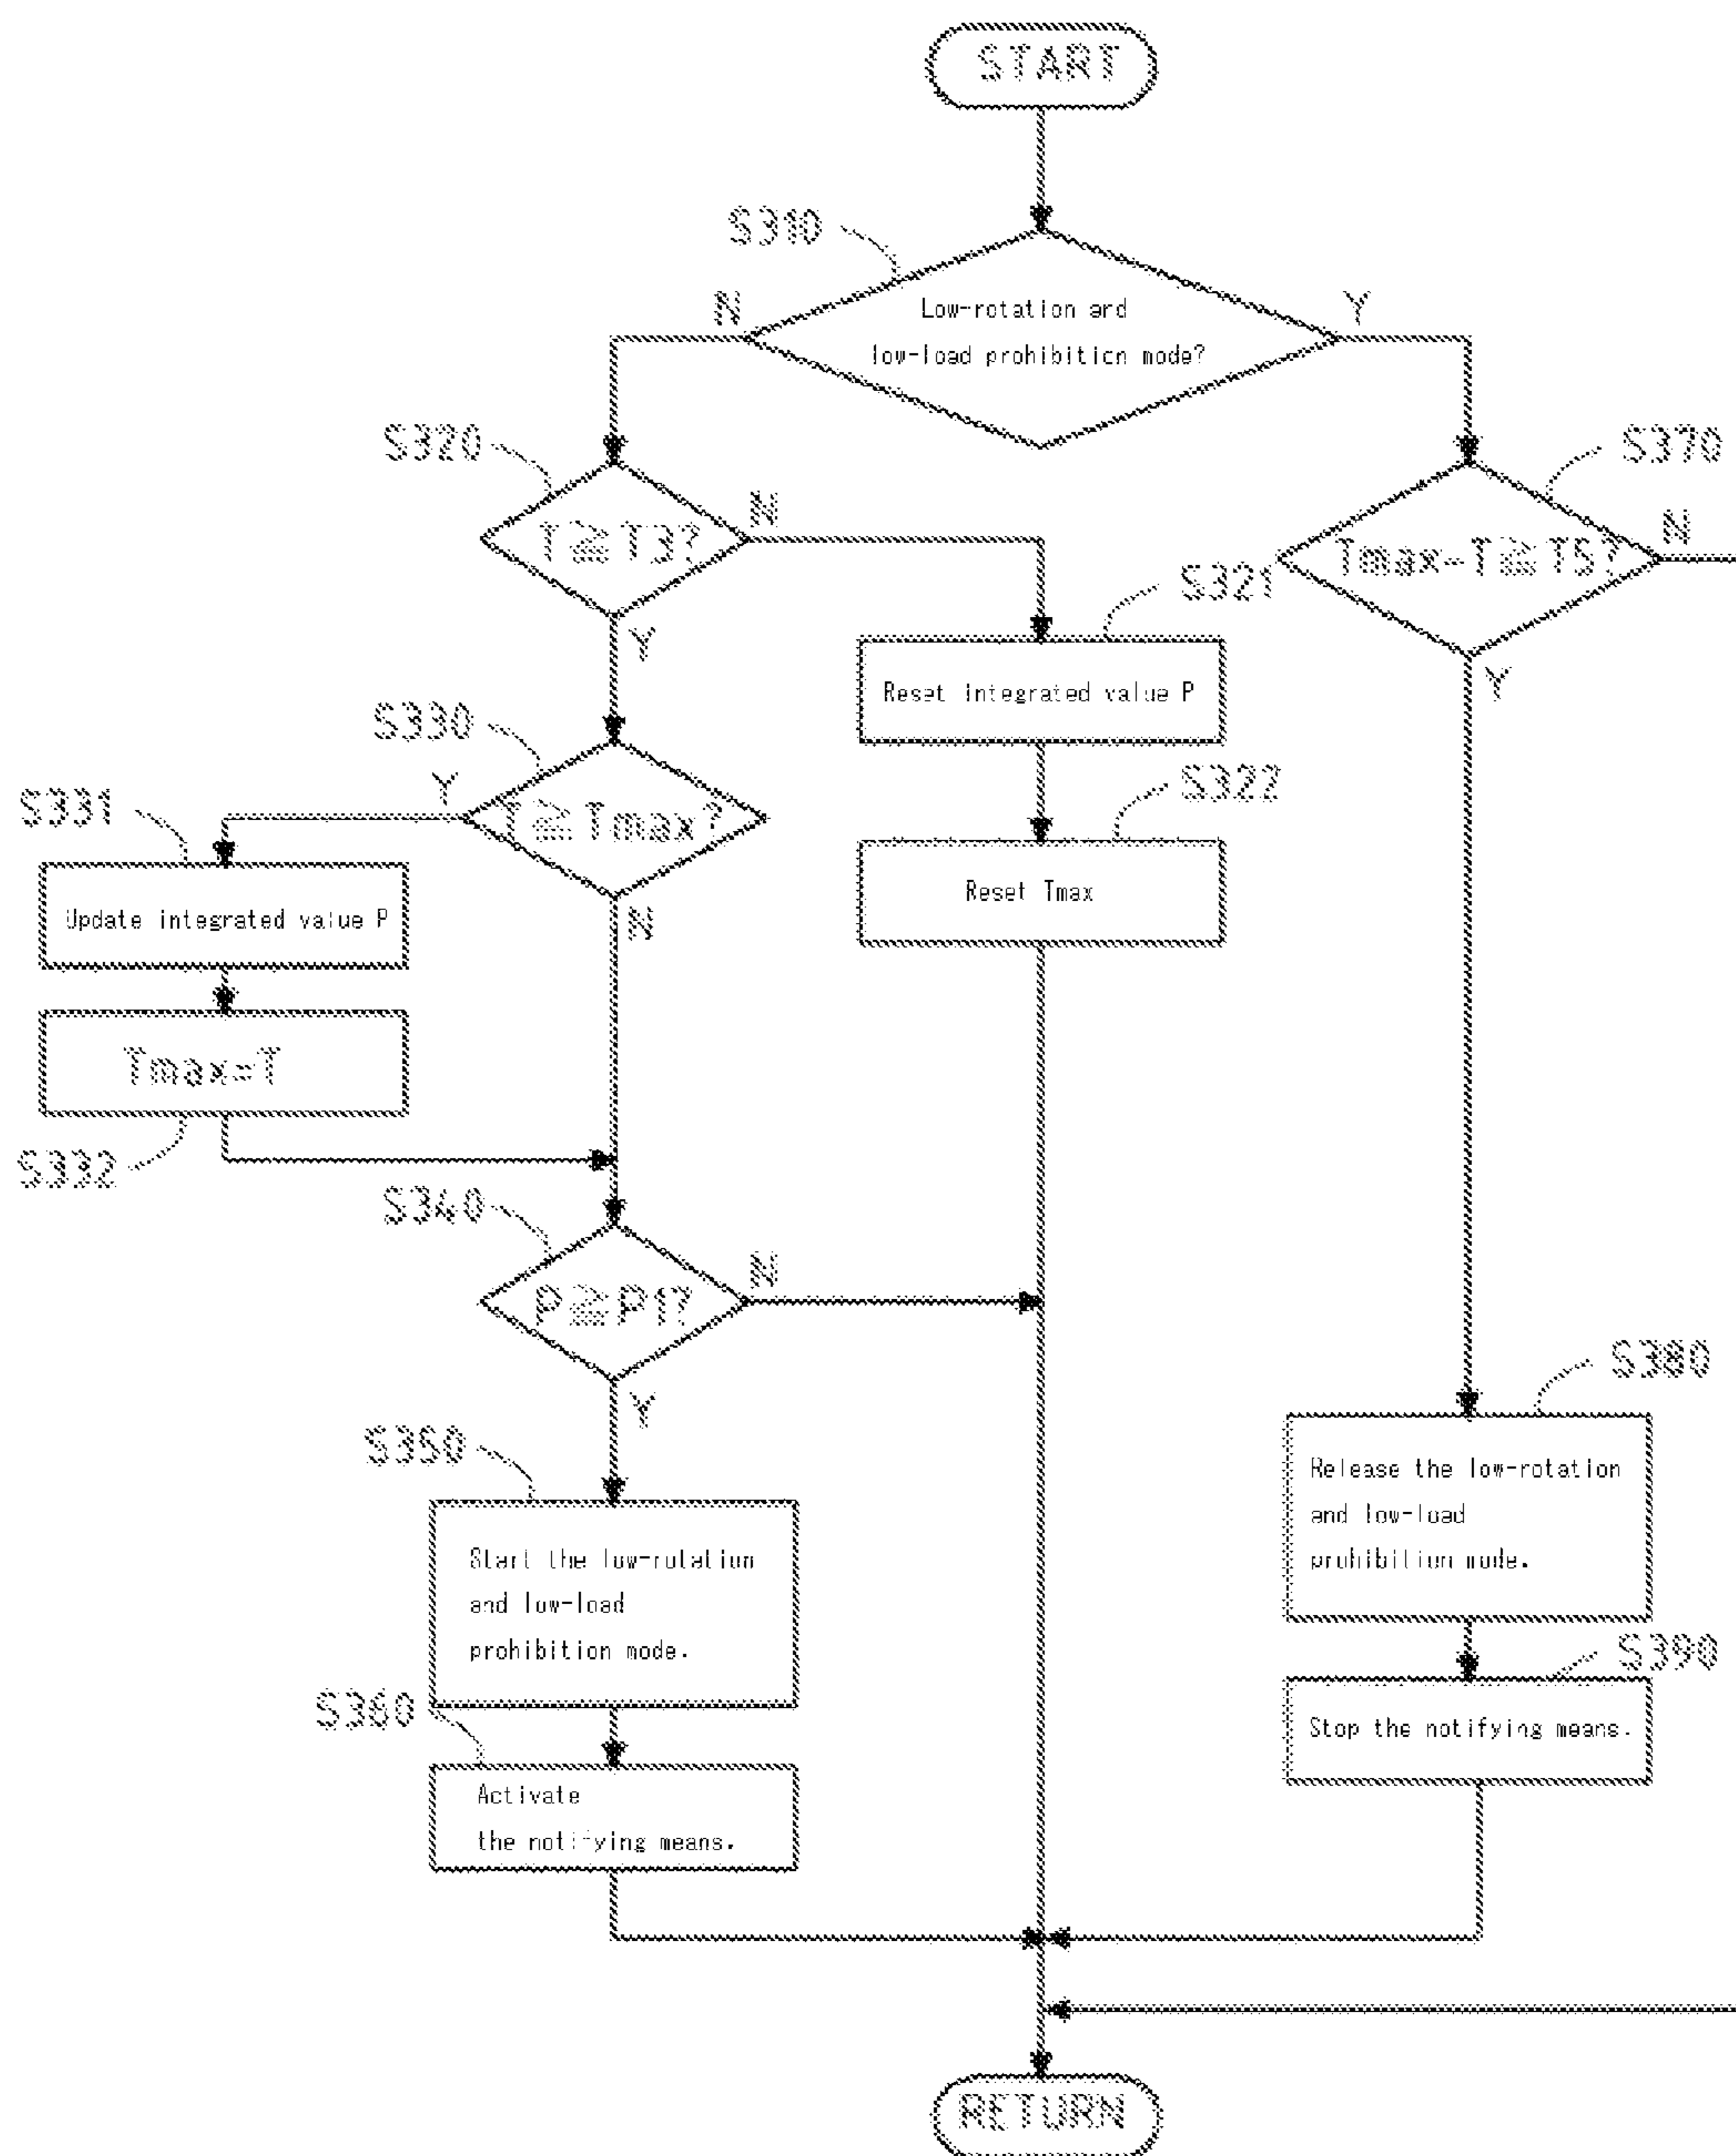 START
S310
N
Low-rotation and
low-load prohibition mode?
Y
S320
T≧T3?
N
Y
S370
Tmax-T≧T5?
N
Y
S321
Reset integrated value P
S330
T≧Tmax?
Y
N
S322
Reset Tmax
S331
Update integrated value P
Tmax=T
S332
S340
P≧P1?
N
Y
S350
Start the low-rotation
and low-load
prohibition mode.
S360
Activate
the notifying means.
S380
Release the low-rotation
and low-load
prohibition mode.
S390
Stop the notifying means.
RETURN